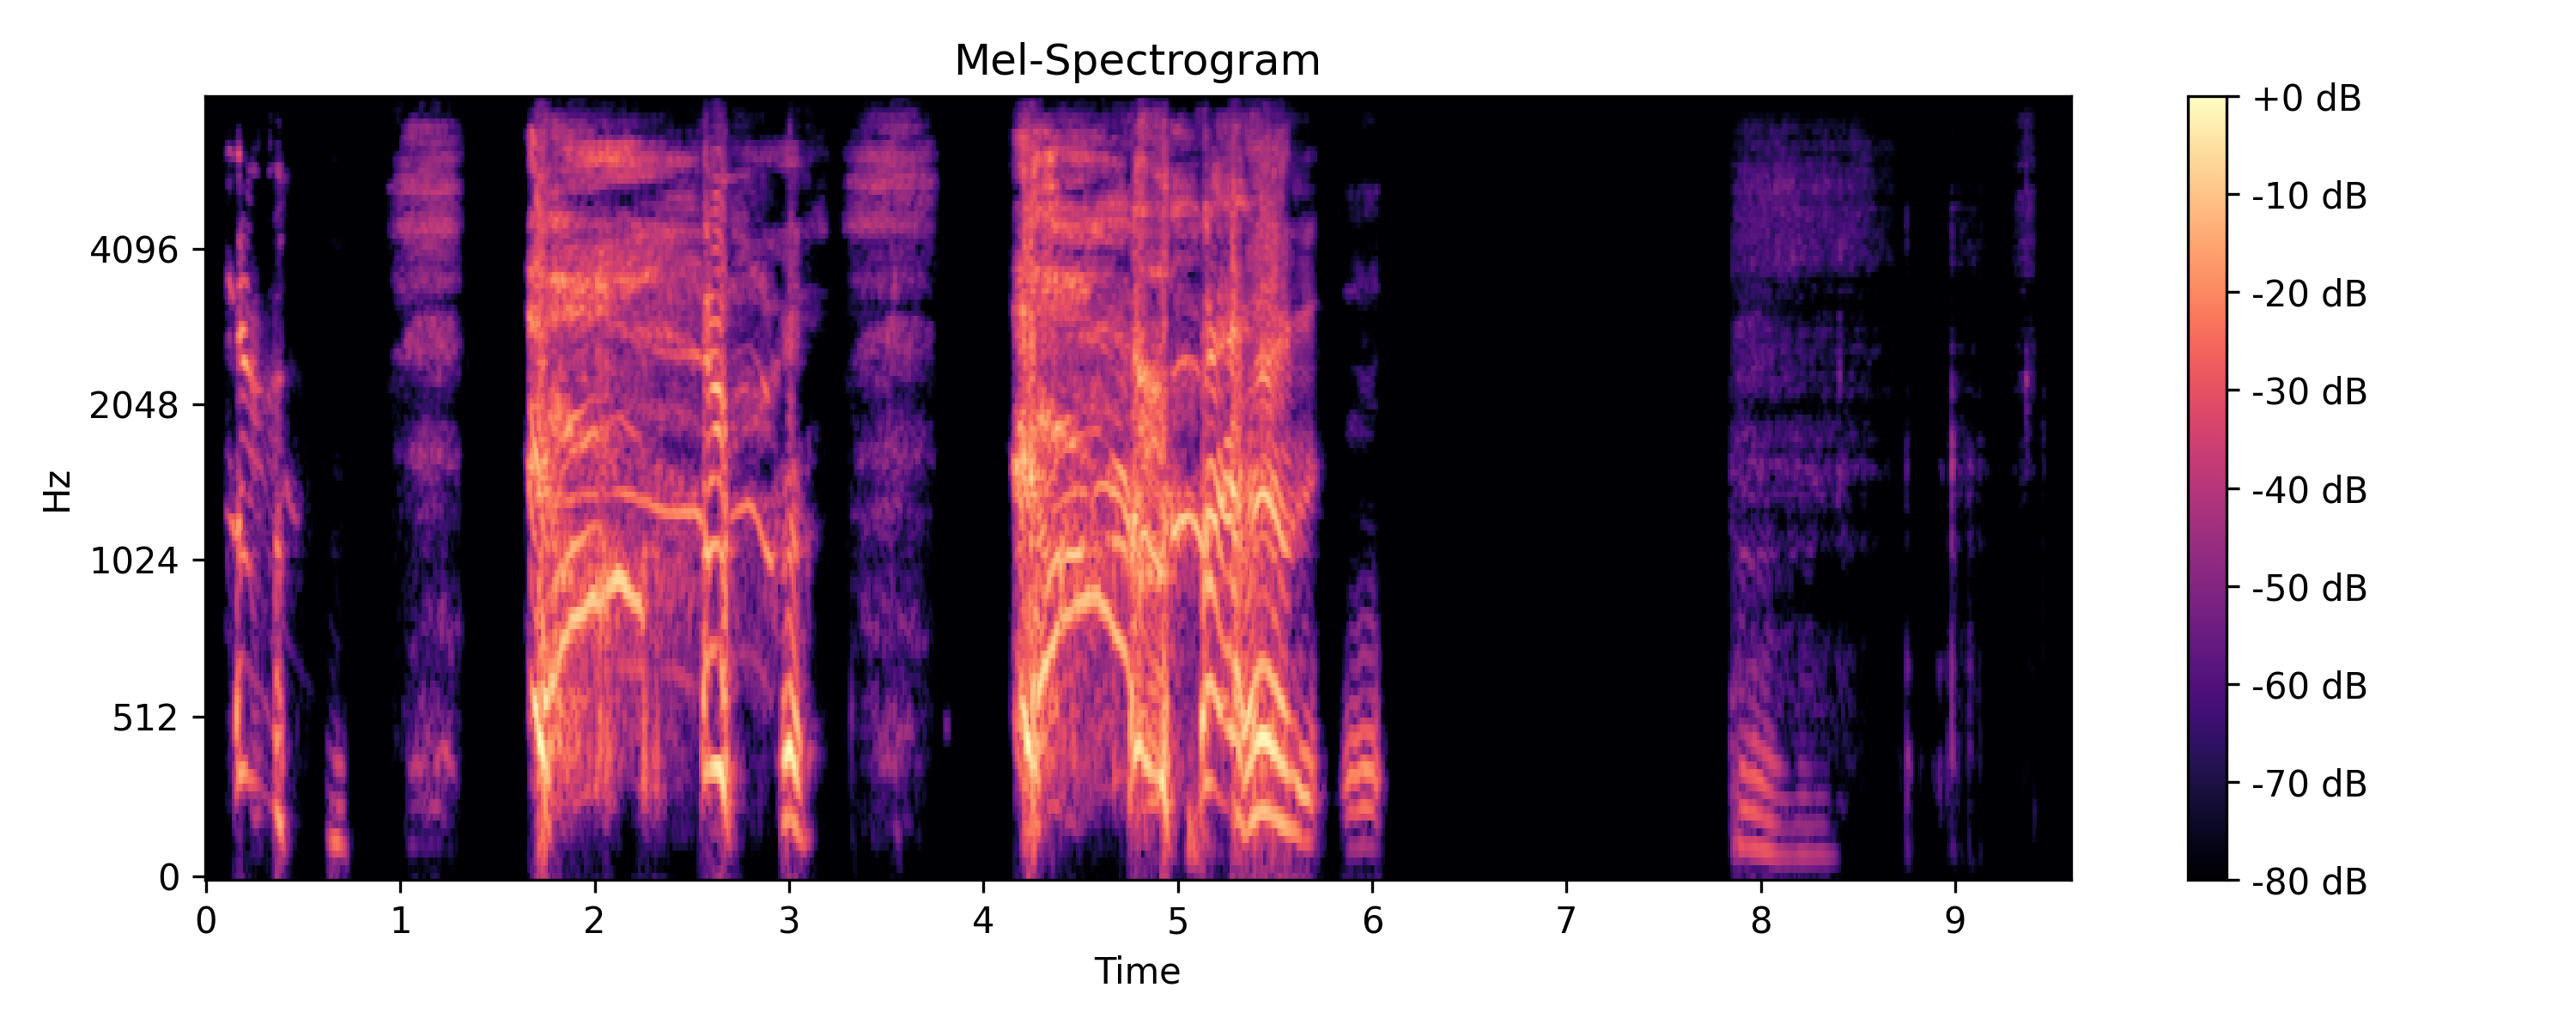 Mel-Spectrogram
+0 dB
4096
-10 dB
-20 dB
2048
-30 dB
Hz
-40 dB
1024
-50 dB
512
-60 dB
-70 dB
0
-80 dB
0 1 2 3 4 5 6 7 8 9
Time